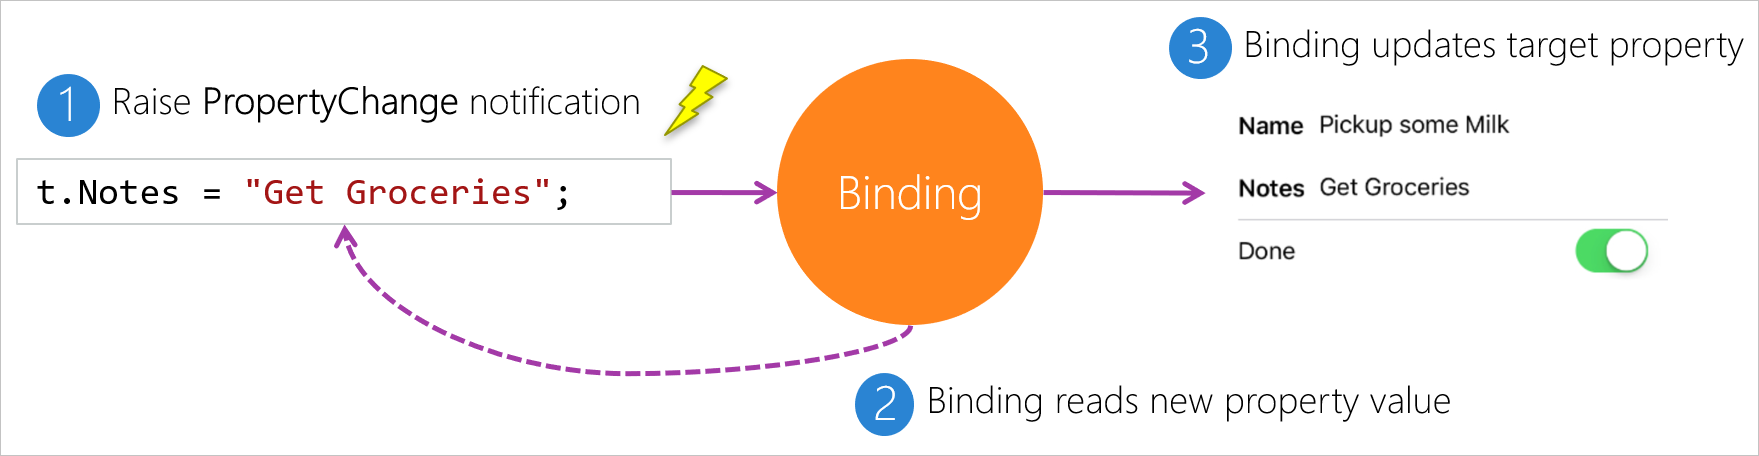 1 Raise PropertyChange notification
t.Notes = "Get Groceries";
Binding
2 Binding reads new property value
3 Binding updates target property
Name Pickup some Milk
Notes Get Groceries
Done